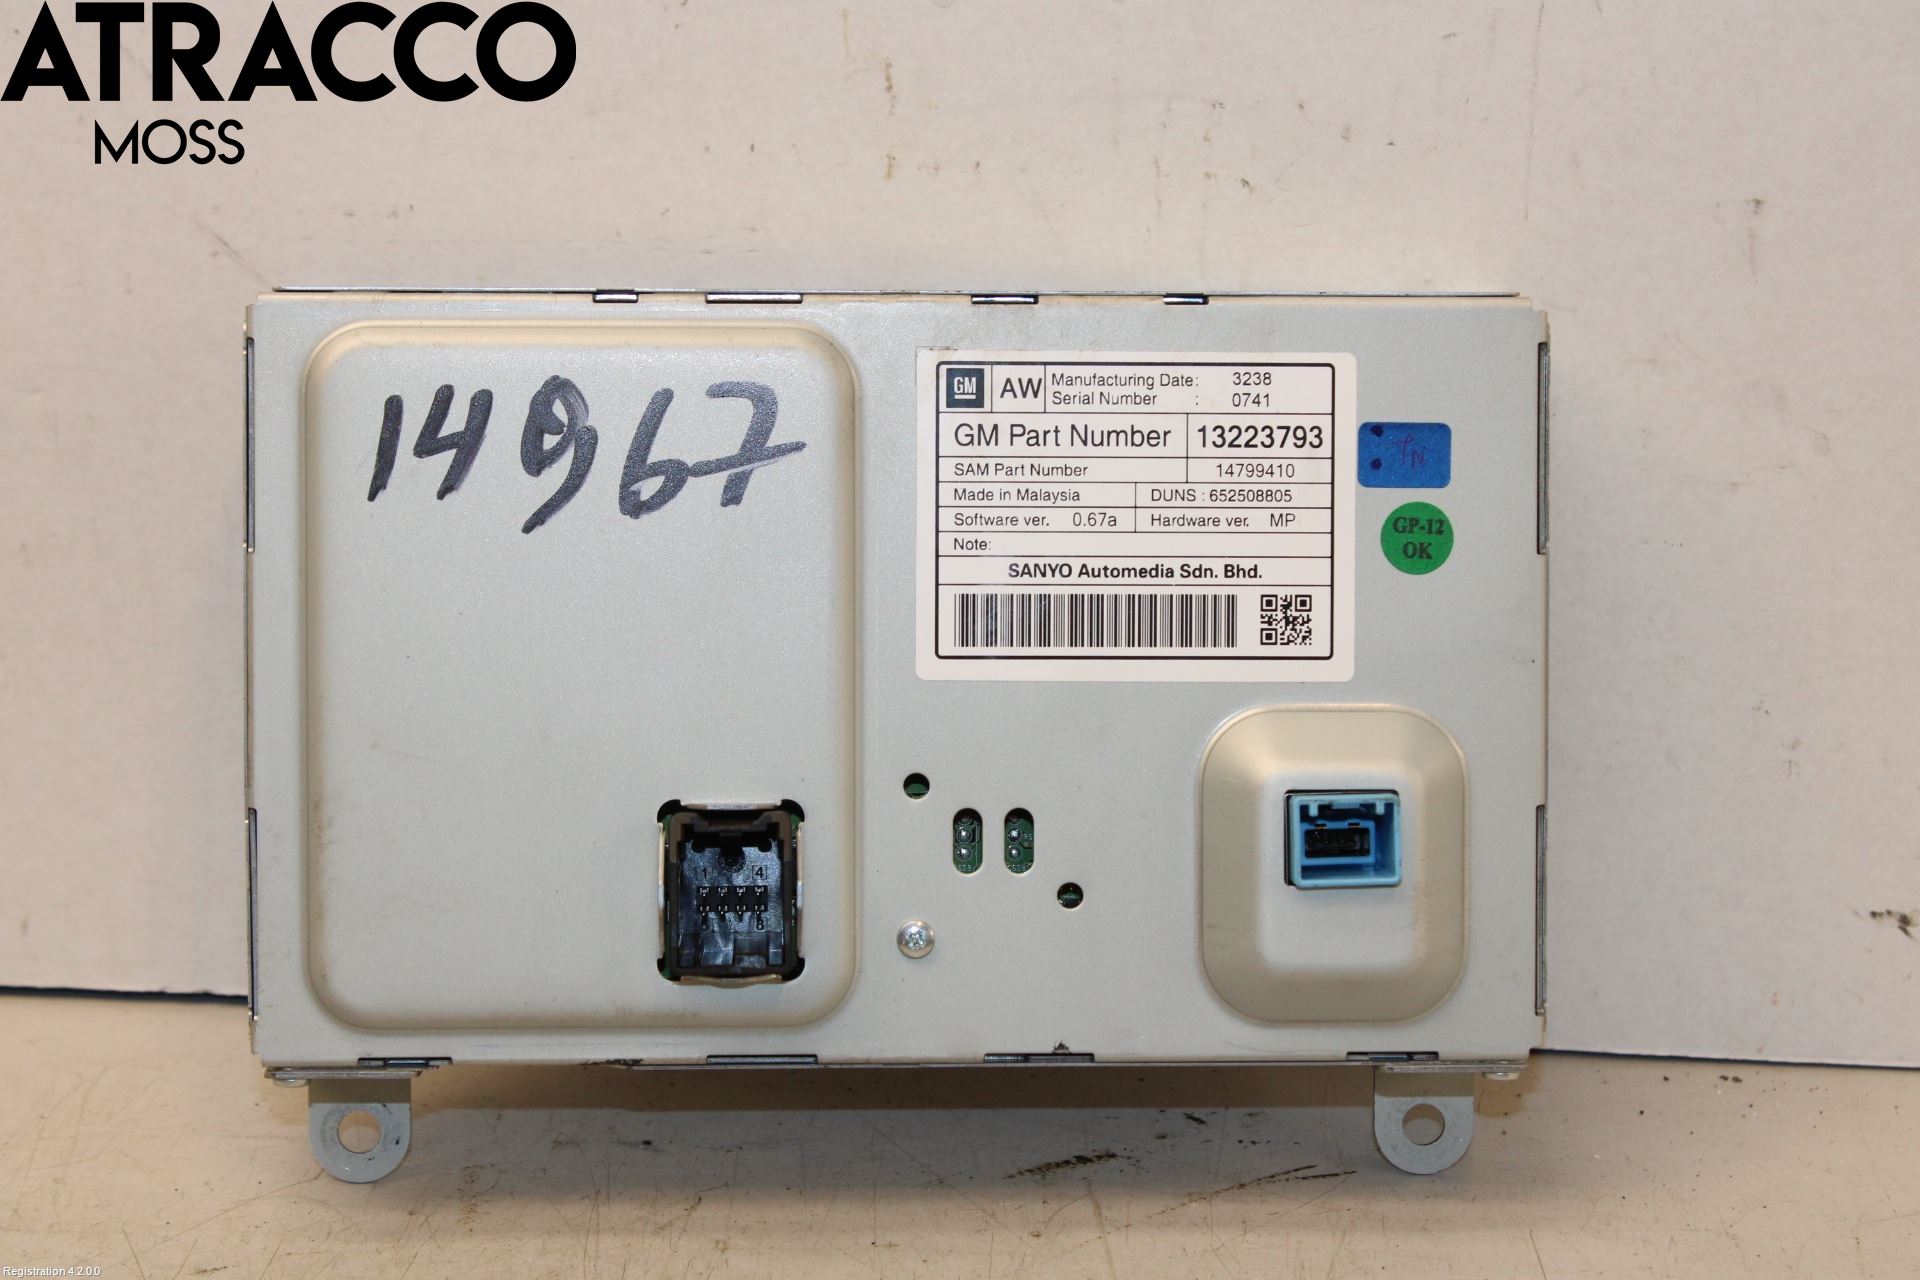 ATRACCO
MOSS
14967
GM AW Manufacturing Date: 3238
Serial Number : 0741
GM Part Number 13223793
SAM Part Number 14799410
Made in Malaysia DUNS : 652508805
Software ver. 0.67a Hardware ver. MP
Note:
SANYO Automedia Sdn. Bhd.
GP-12
OK
1 4
5 8
Registration 4.2.0.0